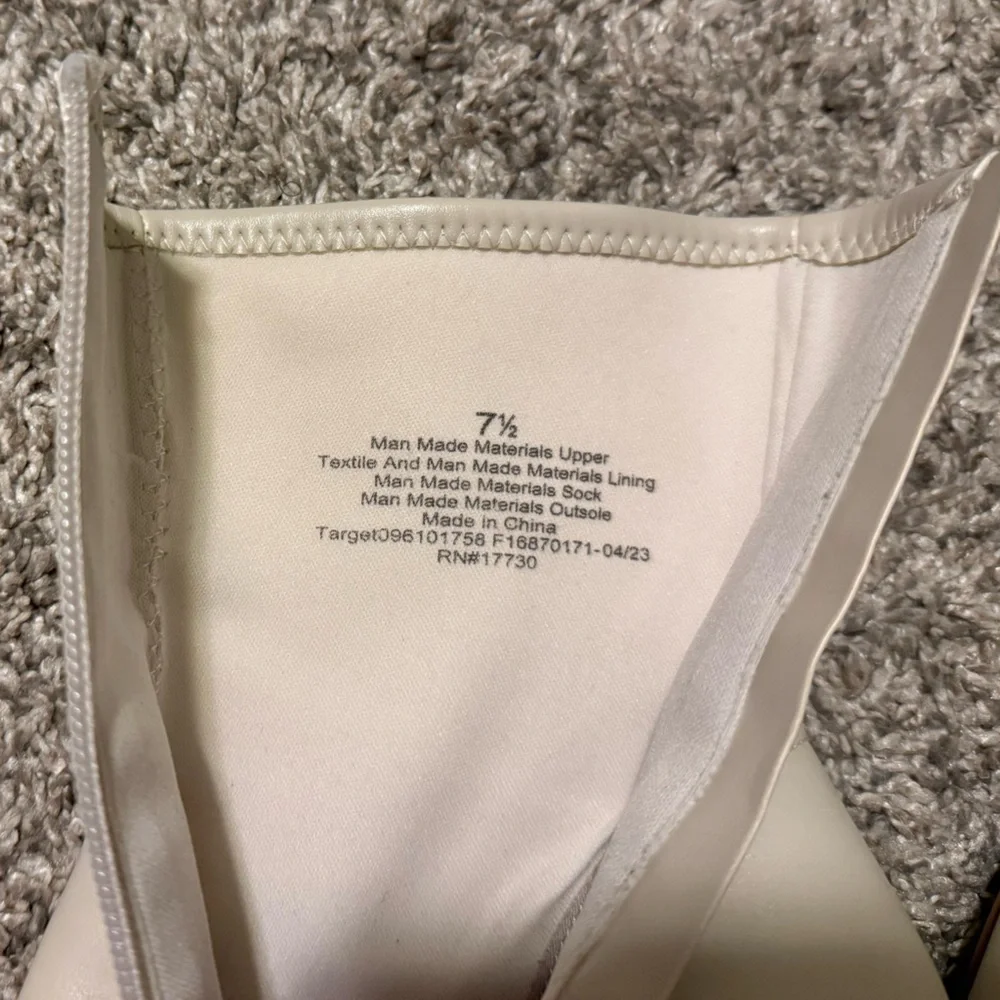 7½
Man Made Materials Upper
Textile And Man Made Materials Lining
Man Made Materials Sock
Man Made Materials Outsole
Made in China
Target096101758 F16870171-04/23
RN#17730